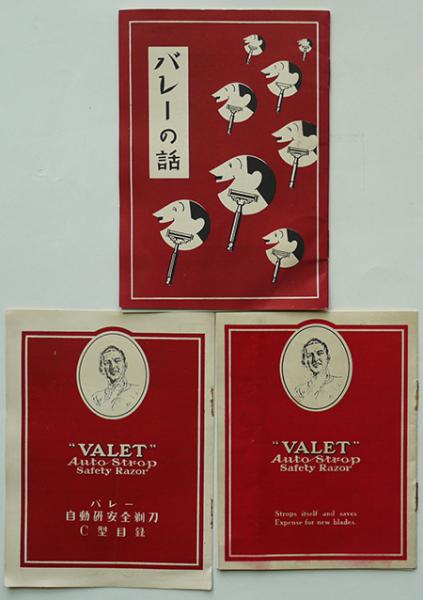 バレーの話
"VALET"
Auto Strop
Safety Razor
バレー
自動研安全剃刀
C型目録
"VALET"
Auto Strop
Safety Razor
Strops itself and saves
Expense for new blades.